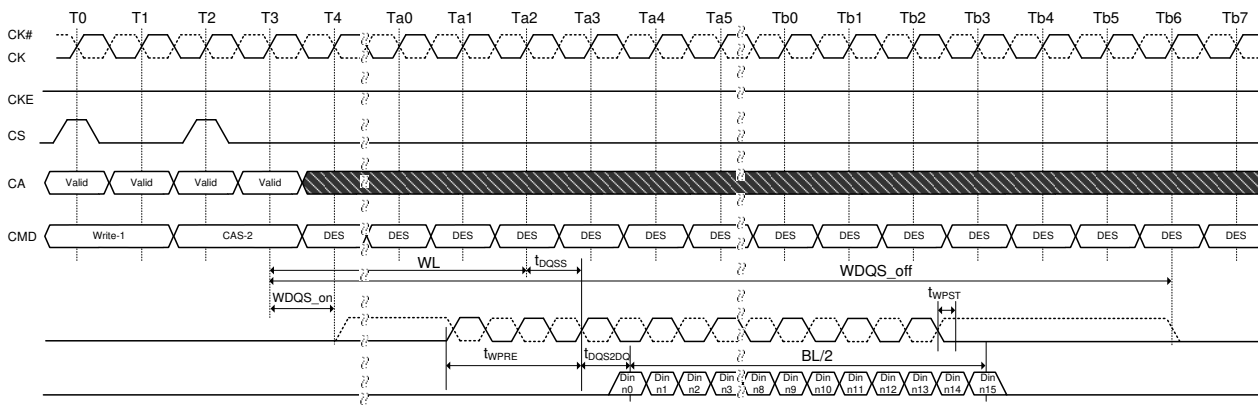 T0 T1 T2 T3 T4 Ta0 Ta1 Ta2 Ta3 Ta4 Ta5 Tb0 Tb1 Tb2 Tb3 Tb4 Tb5 Tb6 Tb7
CK#
CK
CKE
CS
CA Valid Valid Valid Valid
CMD Write-1 CAS-2 DES DES DES DES DES DES DES DES DES DES DES DES DES DES DES
WL tDQSS WDQS_off
WDQS_on tWPST
tWPRE tDQS2DQ BL/2
Din Din Din Din Din Din Din Din Din Din Din Din
n0 n1 n2 n3 n8 n9 n10 n11 n12 n13 n14 n15